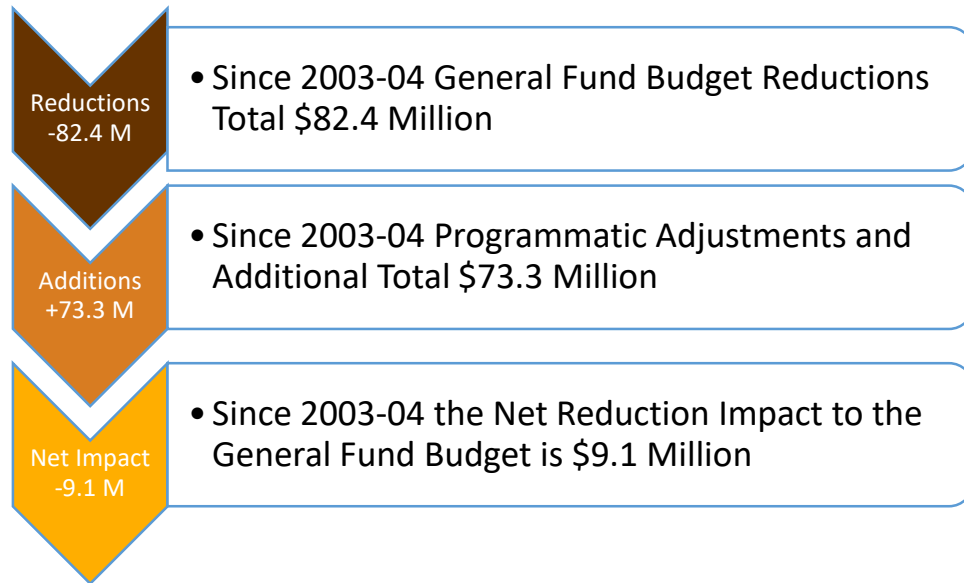 Reductions
-82.4 M
• Since 2003-04 General Fund Budget Reductions
Total $82.4 Million
Additions
+73.3 M
• Since 2003-04 Programmatic Adjustments and
Additional Total $73.3 Million
Net Impact
-9.1 M
• Since 2003-04 the Net Reduction Impact to the
General Fund Budget is $9.1 Million